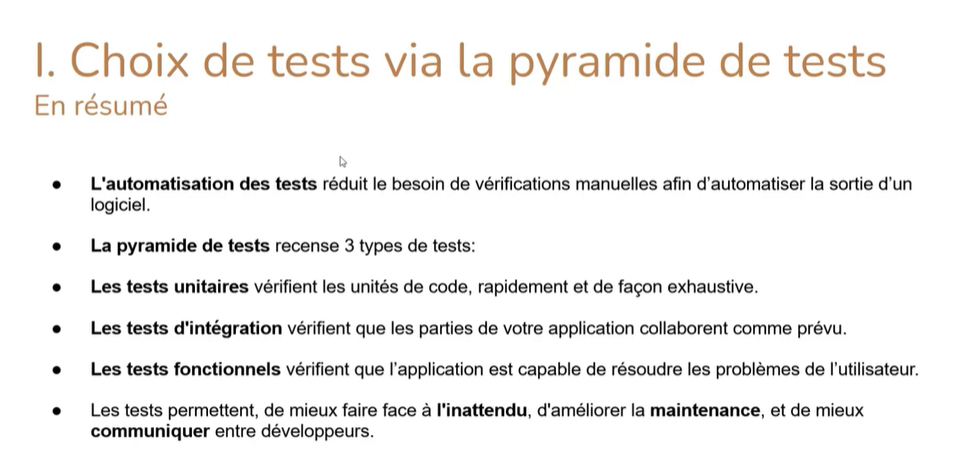 I. Choix de tests via la pyramide de tests
En résumé
● L'automatisation des tests réduit le besoin de vérifications manuelles afin d’automatiser la sortie d’un
logiciel.
● La pyramide de tests recense 3 types de tests:
● Les tests unitaires vérifient les unités de code, rapidement et de façon exhaustive.
● Les tests d'intégration vérifient que les parties de votre application collaborent comme prévu.
● Les tests fonctionnels vérifient que l’application est capable de résoudre les problèmes de l’utilisateur.
● Les tests permettent, de mieux faire face à l'inattendu, d'améliorer la maintenance, et de mieux
communiquer entre développeurs.